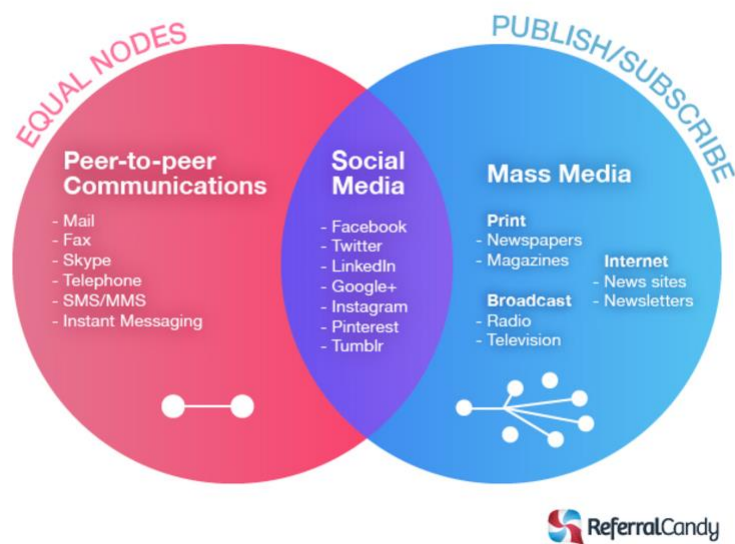 EQUAL NODES
PUBLISH/SUBSCRIBE
Peer-to-peer
Communications
- Mail
- Fax
- Skype
- Telephone
- SMS/MMS
- Instant Messaging
Social
Media
- Facebook
- Twitter
- LinkedIn
- Google+
- Instagram
- Pinterest
- Tumblr
Mass Media
Print
- Newspapers
- Magazines
Broadcast
- Radio
- Television
Internet
- News sites
- Newsletters
ReferralCandy